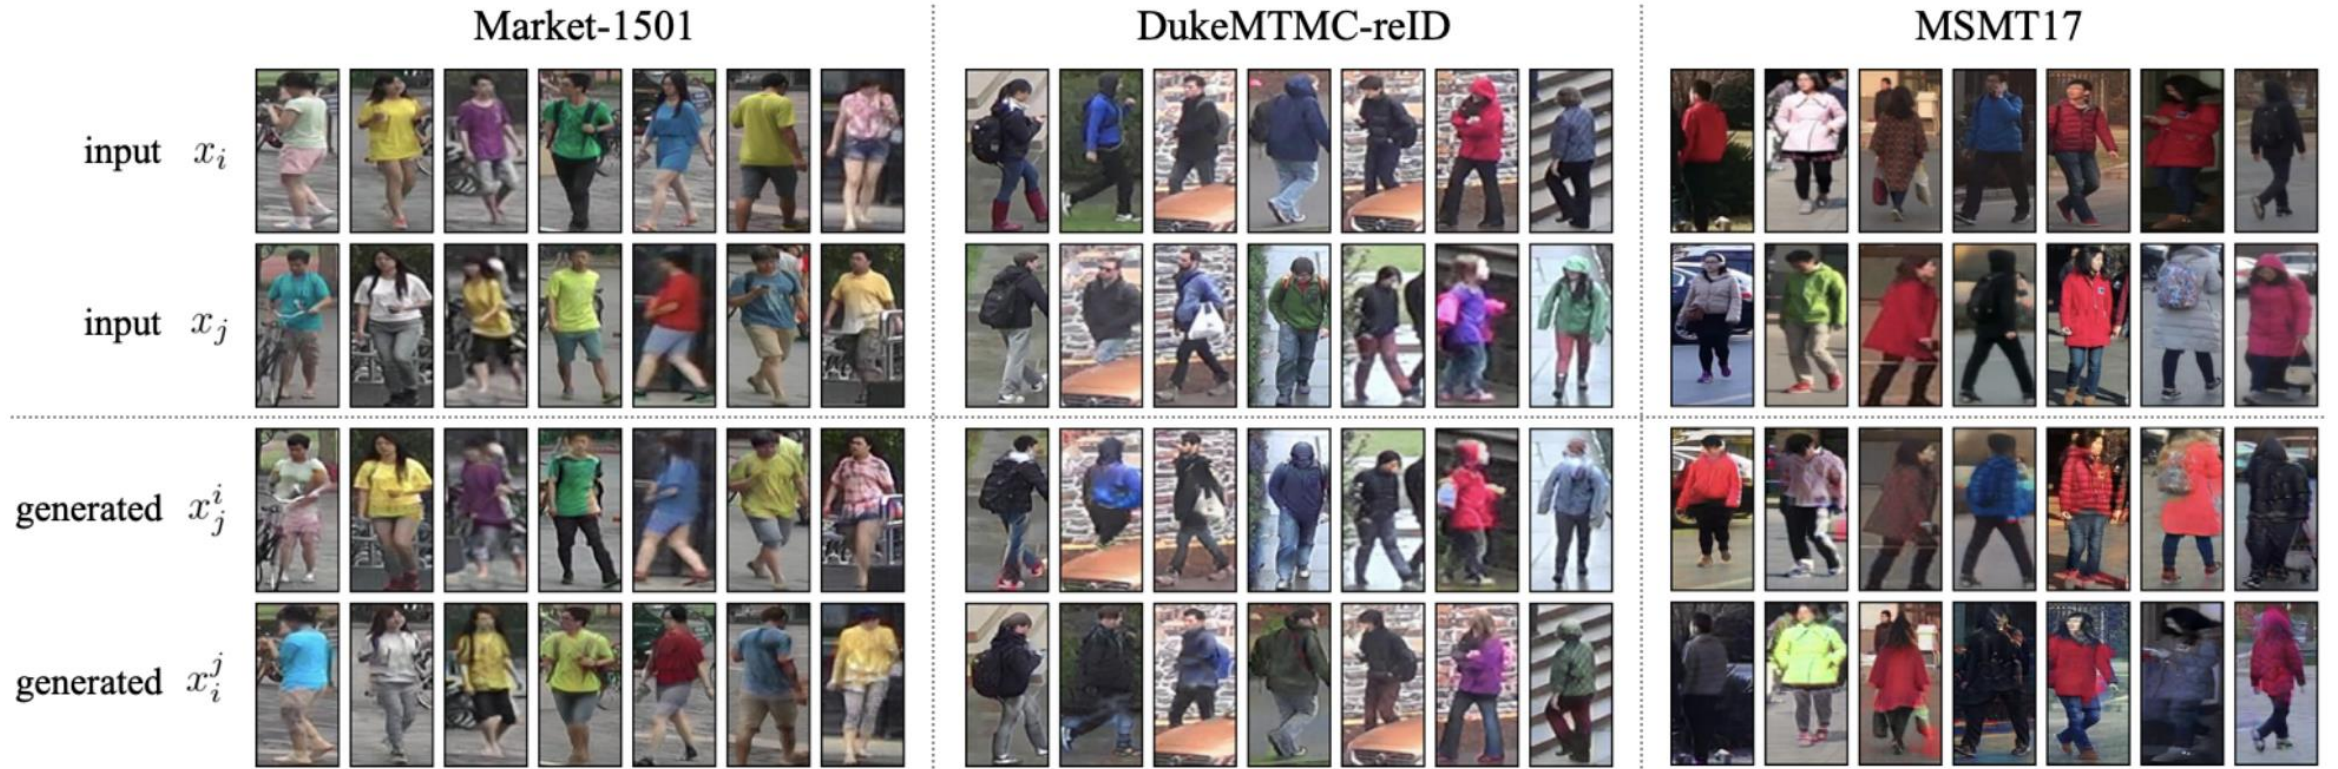 Market-1501 DukeMTMC-reID MSMT17
input x_i
input x_j
generated x_j^i
generated x_i^j